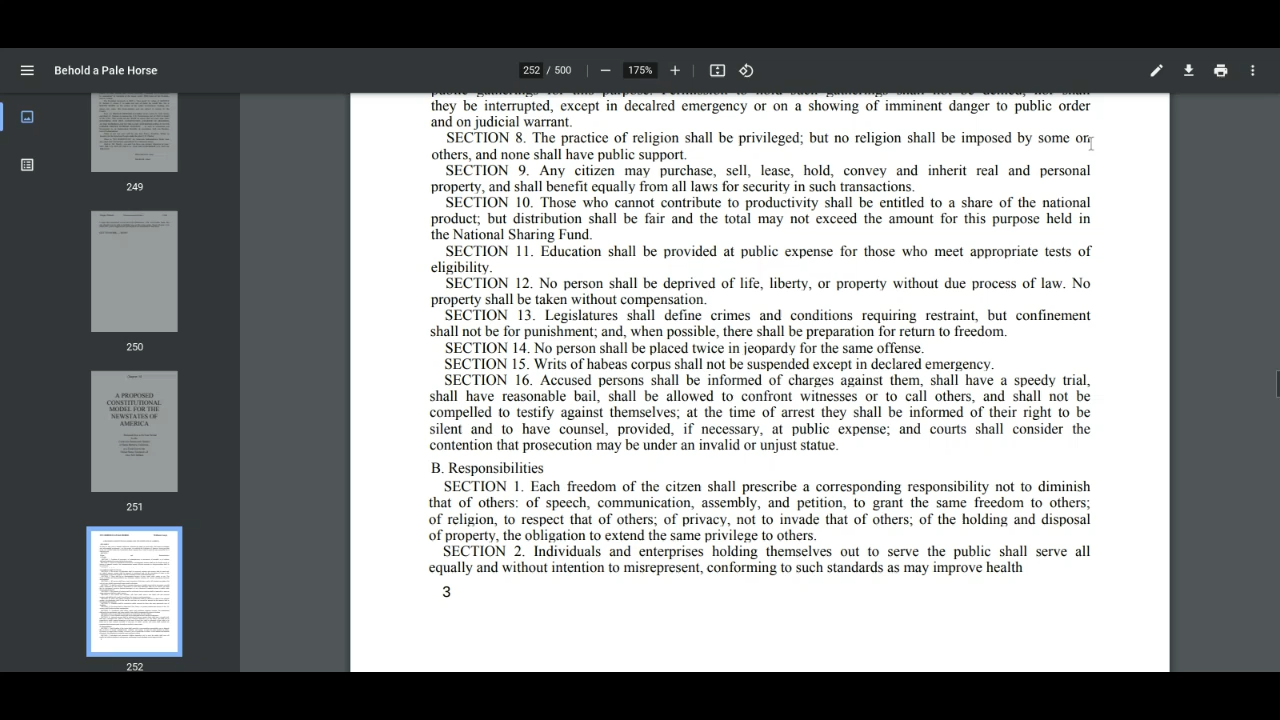 Behold a Pale Horse
252 / 500
175%
they be interrupted except in decalred emergency or on a showing of imminent danger to public order
and on judicial warrant.
SECTION 8. The practice of religion shall be privileged; but no religion shall be imposed by some on
others, and none shall have public support.
SECTION 9. Any citizen may purchase, sell, lease, hold, convey and inherit real and personal
property, and shall benefit equally from all laws for security in such transactions.
SECTION 10. Those who cannot contribute to productivity shall be entitled to a share of the national
product; but distribution shall be fair and the total may not exceed the amount for this purpose held in
the National Sharing Fund.
SECTION 11. Education shall be provided at public expense for those who meet appropriate tests of
eligibility.
SECTION 12. No person shall be deprived of life, liberty, or property without due process of law. No
property shall be taken without compensation.
SECTION 13. Legislatures shall define crimes and conditions requiring restraint, but confinement
shall not be for punishment; and, when possible, there shall be preparation for return to freedom.
SECTION 14. No person shall be placed twice in jeopardy for the same offense.
SECTION 15. Writs of habeas corpus shall not be suspended except in declared emergency.
SECTION 16. Accused persons shall be informed of charges against them, shall have a speedy trial,
shall have reasonable bail, shall be allowed to confront witnesses or to call others, and shall not be
compelled to testify against themselves; at the time of arrest they shall be informed of their right to be
silent and to have counsel, provided, if necessary, at public expense; and courts shall consider the
contention that prosecution may be under an invalid or unjust statute.
B. Responsibilities
SECTION 1. Each freedom of the citzen shall prescribe a corresponding responsibility not to diminish
that of others: of speech, communication, assembly, and petition, to grant the same freedom to others;
of religion, to respect that of others; of privacy, not to invade that of others; of the holding and disposal
of property, the obligation to extend the same privilege to others.
SECTION 2. Individuals and enterprises holding themselves out to serve the public shall serve all
equally and without intention to misrepresent, conforming to such standards as may improve health
3
249
250
A PROPOSED
CONSTITUTIONAL
MODEL FOR THE
NEWSTATES OF
AMERICA
251
252